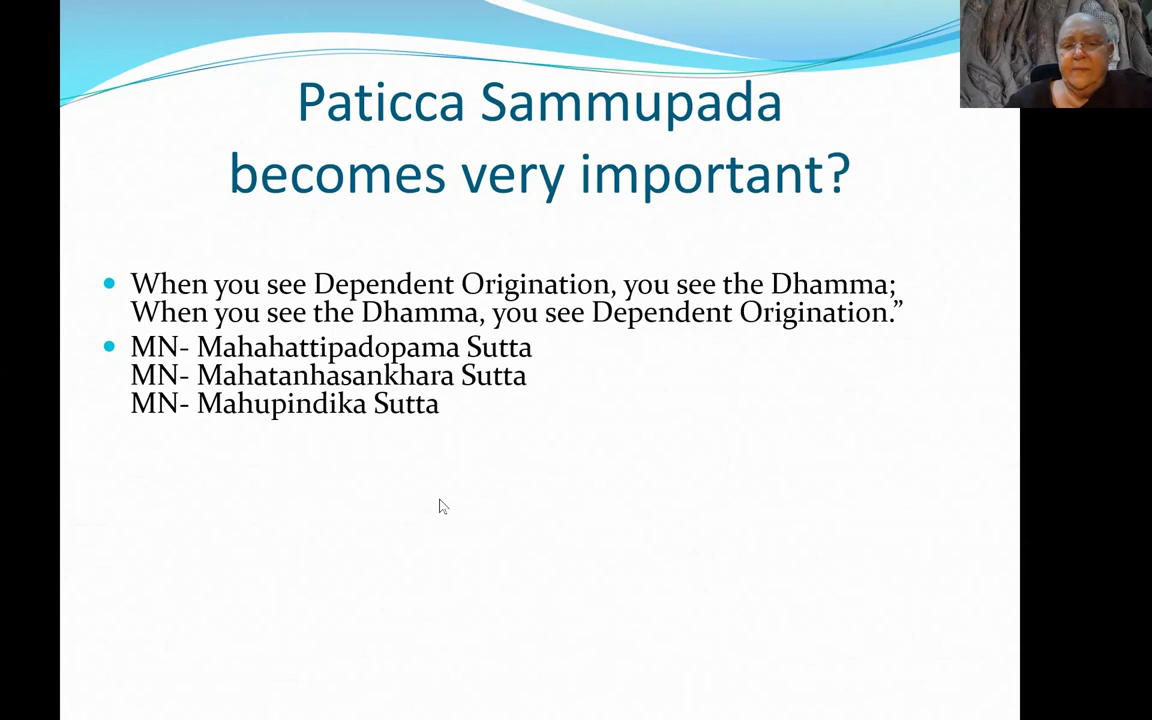 Paticca Sammupada
becomes very important?
When you see Dependent Origination, you see the Dhamma;
When you see the Dhamma, you see Dependent Origination.”
MN- Mahahattipadopama Sutta
MN- Mahatanhasankhara Sutta
MN- Mahupindika Sutta